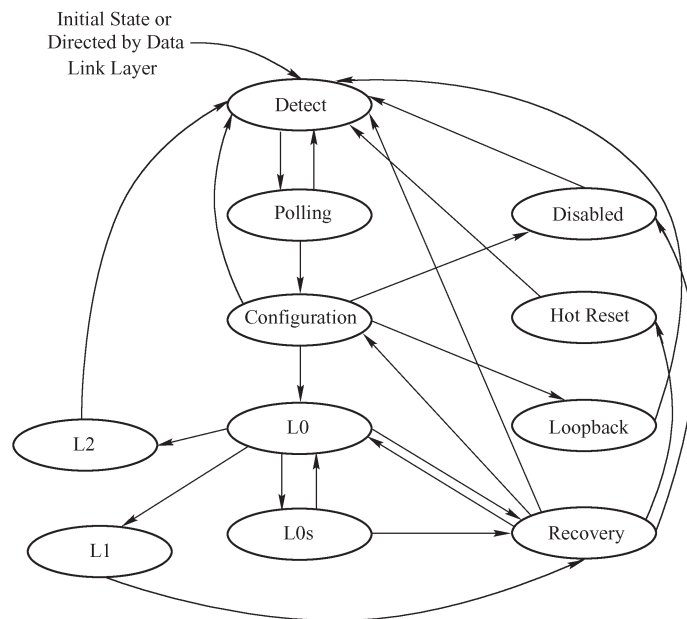 Initial State or
Directed by Data
Link Layer
Detect
Polling
Disabled
Configuration
Hot Reset
L0
Loopback
L2
L0s
Recovery
L1